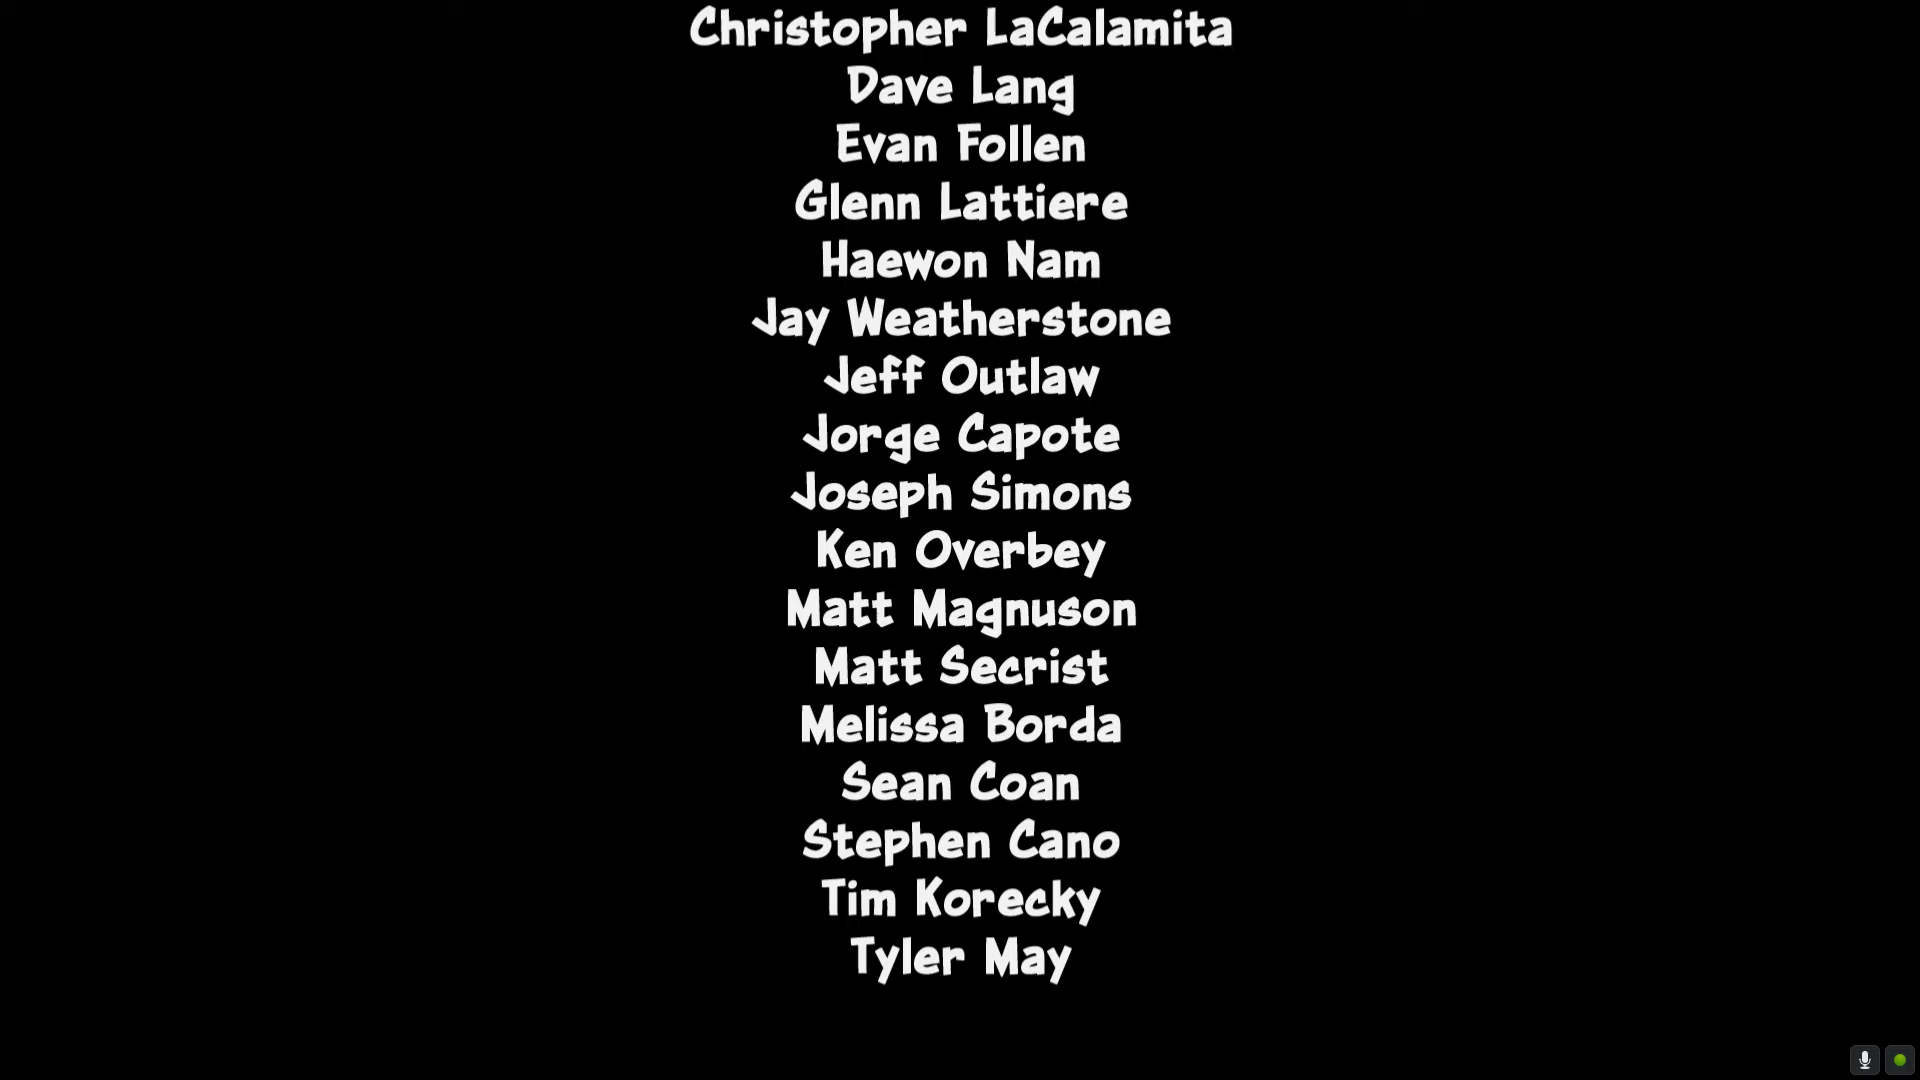 Christopher LaCalamita
Dave Lang
Evan Follen
Glenn Lattiere
Haewon Nam
Jay Weatherstone
Jeff Outlaw
Jorge Capote
Joseph Simons
Ken Overbey
Matt Magnuson
Matt Secrist
Melissa Borda
Sean Coan
Stephen Cano
Tim Korecky
Tyler May